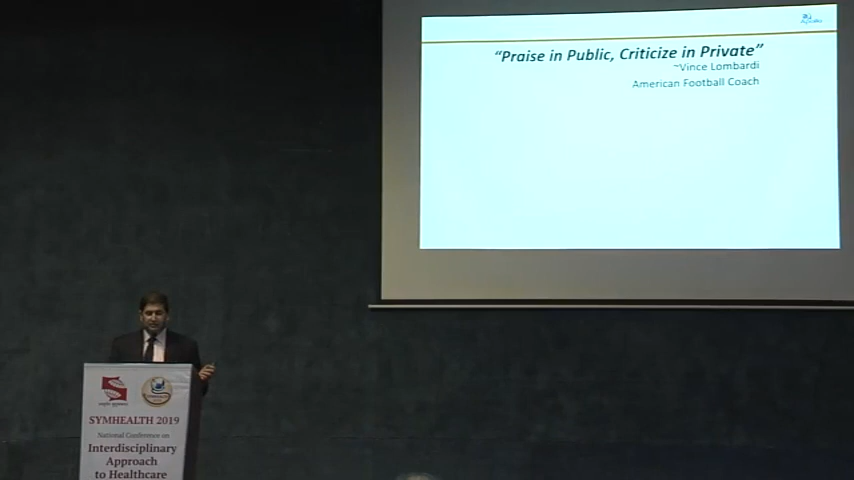 “Praise in Public, Criticize in Private”
~Vince Lombardi
American Football Coach
SYMHEALTH 2019
National Conference on
Interdisciplinary
Approach
to Healthcare